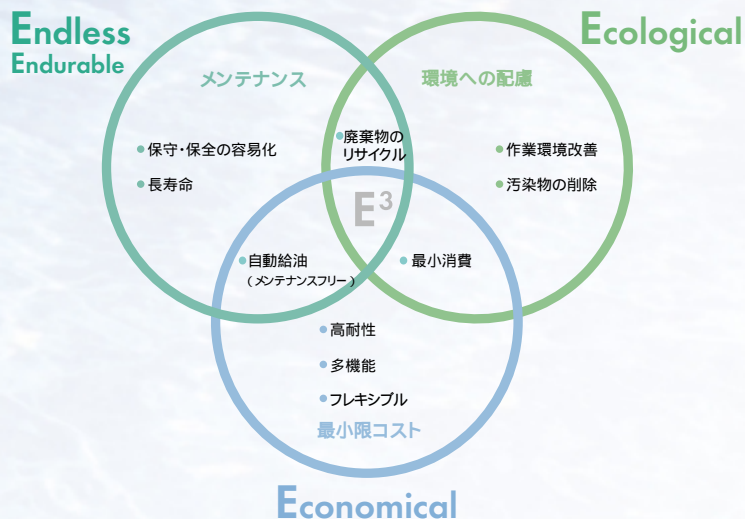 Endless
Endurable
Ecological
メンテナンス
環境への配慮
•保守・保全の容易化
•長寿命
•廃棄物の
リサイクル
•作業環境改善
•汚染物の削除
E³
•自動給油
（メンテナンスフリー）
•最小消費
•高耐性
•多機能
•フレキシブル
最小限コスト
Economical